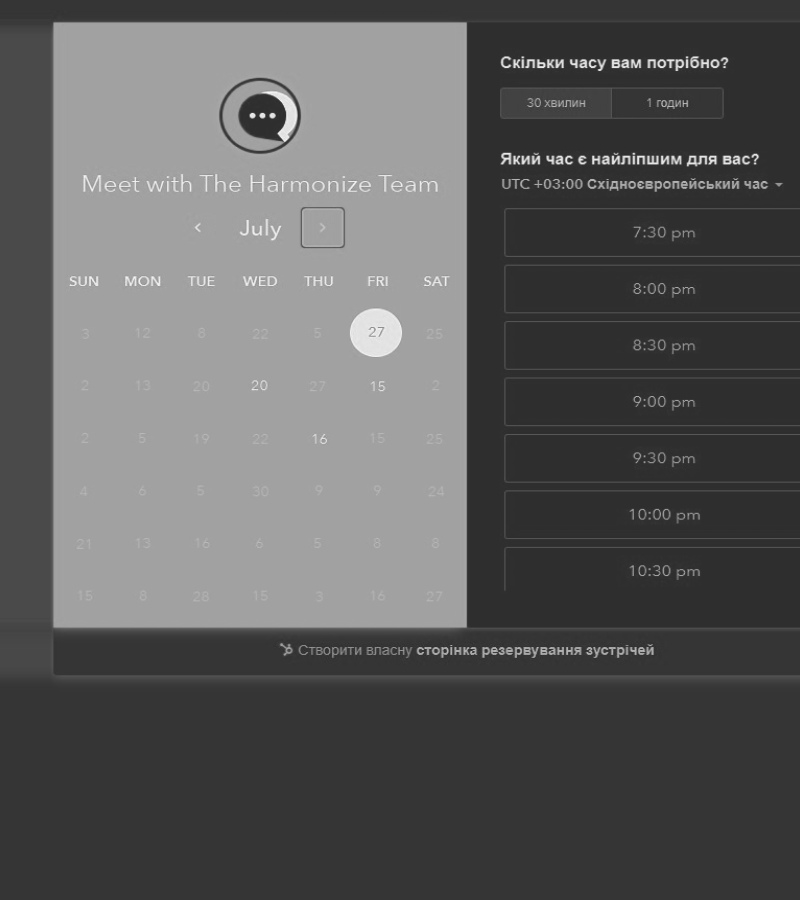 Meet with The Harmonize Team
July
SUN MON TUE WED THU FRI SAT
3 12 8 22 5 27 25
2 13 20 20 27 15 2
2 5 19 22 16 15 25
4 6 5 30 9 9 24
21 13 16 6 5 8 8
15 8 28 15 3 16 27
Скільки часу вам потрібно?
30 хвилин 1 годин
Який час є найліпшим для вас?
UTC +03:00 Східноєвропейський час
7:30 pm
8:00 pm
8:30 pm
9:00 pm
9:30 pm
10:00 pm
10:30 pm
Створити власну сторінка резервування зустрічей